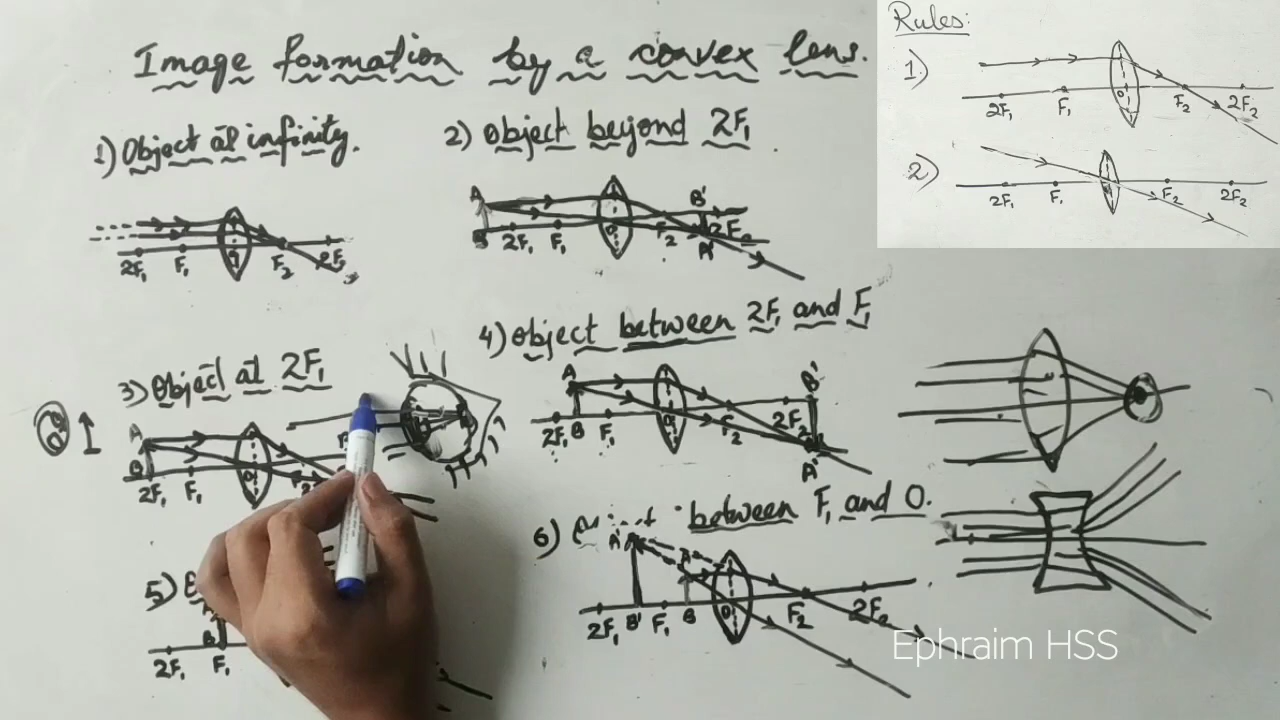 Image formation by a convex lens.
Rules:
1)
O
2F₁ F₁ F₂ 2F₂
2)
O
2F₁ F₁ F₂ 2F₂
1) Object at infinity.
O
2F₁ F₁ F₂ 2F₂
2) Object beyond 2F₁
A B'
B 2F₁ F₁ O F₂ 2F₂
A'
3) Object at 2F₁
A
B O
2F₁ F₁ F₂
4) Object between 2F₁ and F₁
A B'
2F₁ B F₁ O F₂ 2F₂
A'
5)
B
2F₁ F₁
6) between F₁ and O.
A'
2F₁ B' F₁ B O F₂ 2F₂
Ephraim HSS